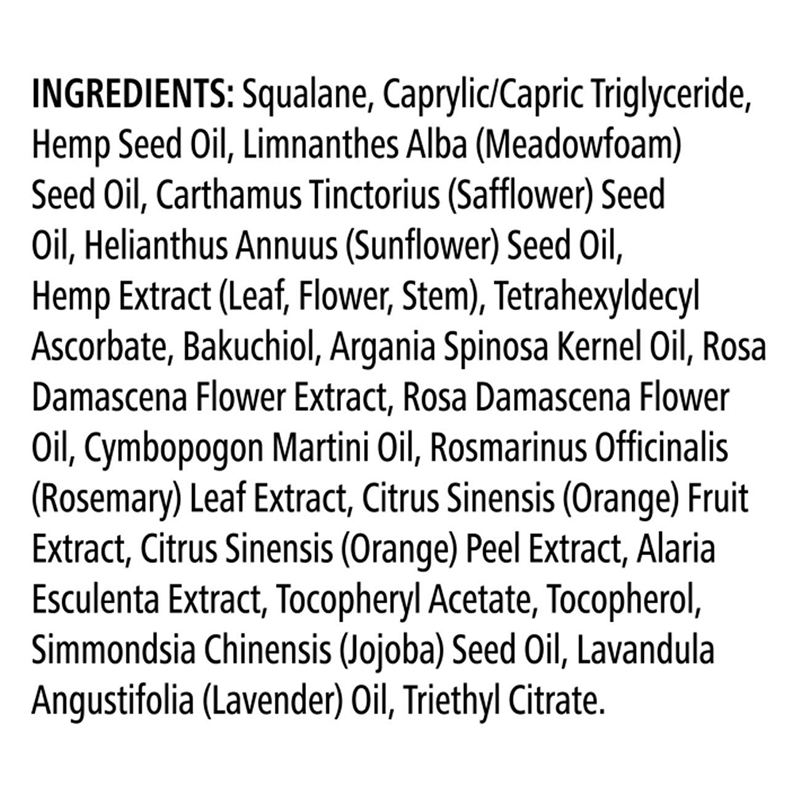 INGREDIENTS: Squalane, Caprylic/Capric Triglyceride,
Hemp Seed Oil, Limnanthes Alba (Meadowfoam)
Seed Oil, Carthamus Tinctorius (Safflower) Seed
Oil, Helianthus Annuus (Sunflower) Seed Oil,
Hemp Extract (Leaf, Flower, Stem), Tetrahexyldecyl
Ascorbate, Bakuchiol, Argania Spinosa Kernel Oil, Rosa
Damascena Flower Extract, Rosa Damascena Flower
Oil, Cymbopogon Martini Oil, Rosmarinus Officinalis
(Rosemary) Leaf Extract, Citrus Sinensis (Orange) Fruit
Extract, Citrus Sinensis (Orange) Peel Extract, Alaria
Esculenta Extract, Tocopheryl Acetate, Tocopherol,
Simmondsia Chinensis (Jojoba) Seed Oil, Lavandula
Angustifolia (Lavender) Oil, Triethyl Citrate.